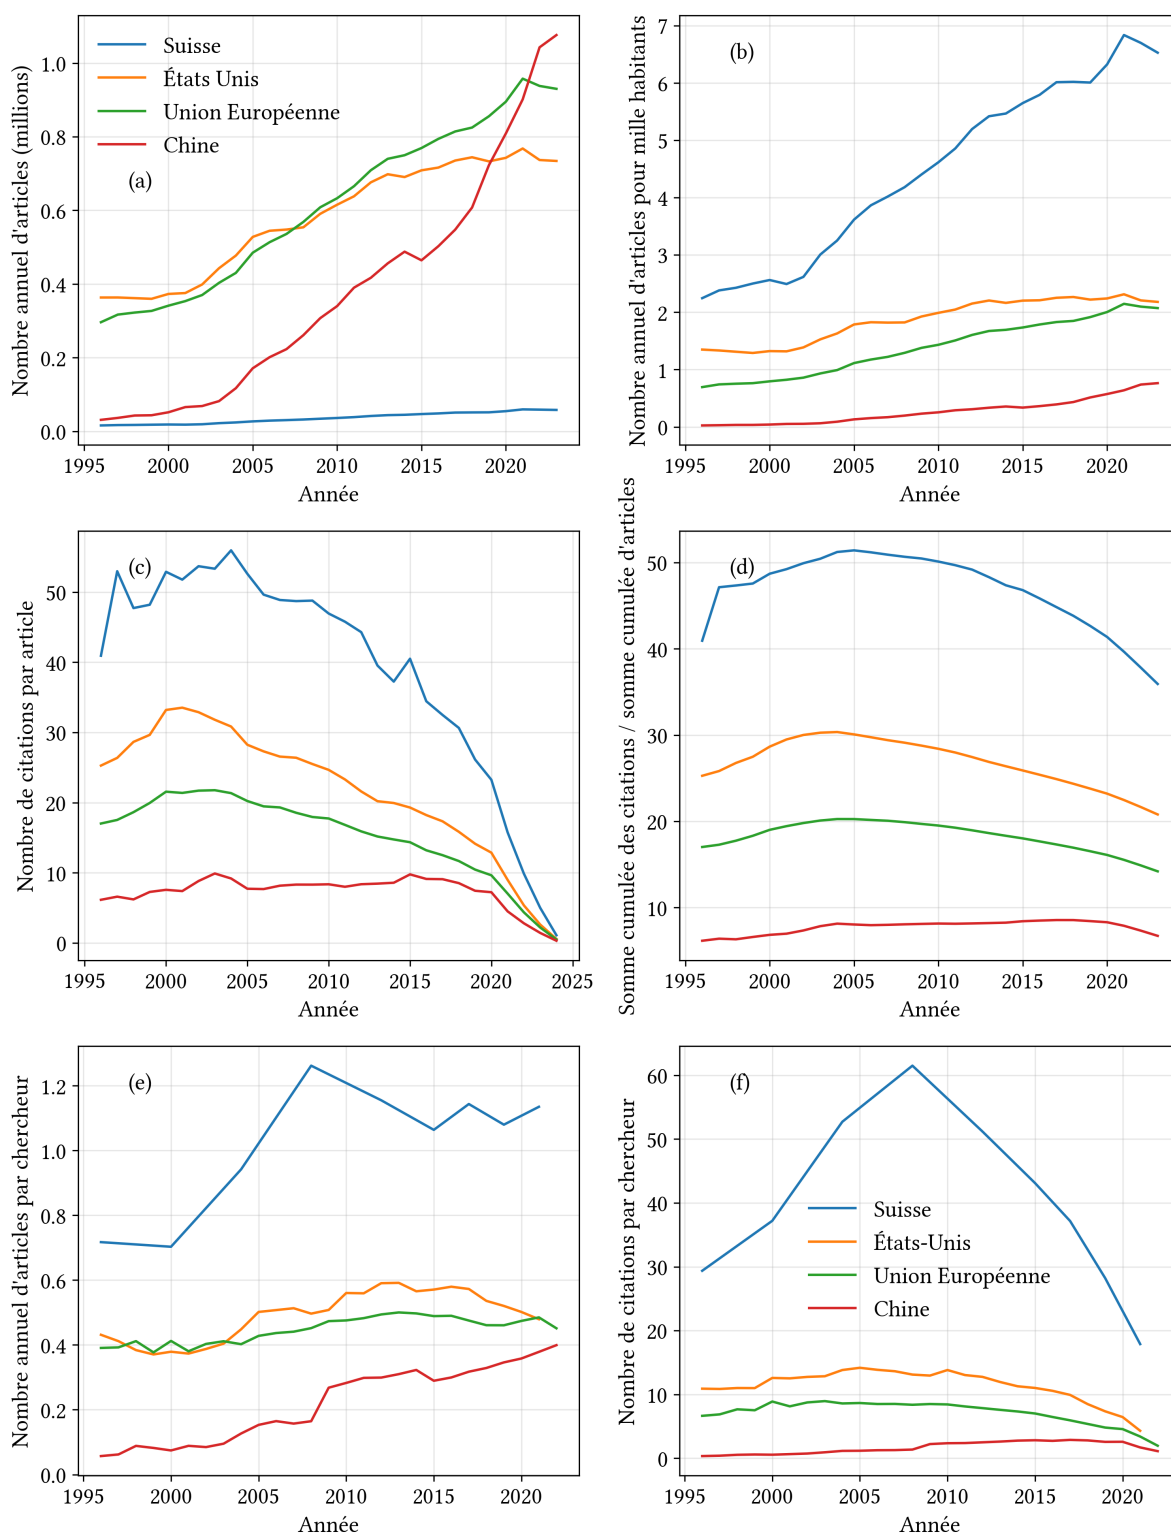 Nombre annuel d'articles (millions)
1.0
0.8
0.6
0.4
0.2
0.0
Suisse
États Unis
Union Européenne
Chine
(a)
1995 2000 2005 2010 2015 2020
Année
Nombre annuel d'articles pour mille habitants
7
6
5
4
3
2
1
0
(b)
1995 2000 2005 2010 2015 2020
Année
Nombre de citations par article
50
40
30
20
10
0
(c)
1995 2000 2005 2010 2015 2020 2025
Année
Somme cumulée des citations / somme cumulée d'articles
50
40
30
20
10
(d)
1995 2000 2005 2010 2015 2020
Année
Nombre annuel d'articles par chercheur
1.2
1.0
0.8
0.6
0.4
0.2
0.0
(e)
1995 2000 2005 2010 2015 2020
Année
Nombre de citations par chercheur
60
50
40
30
20
10
0
(f)
Suisse
États-Unis
Union Européenne
Chine
1995 2000 2005 2010 2015 2020
Année